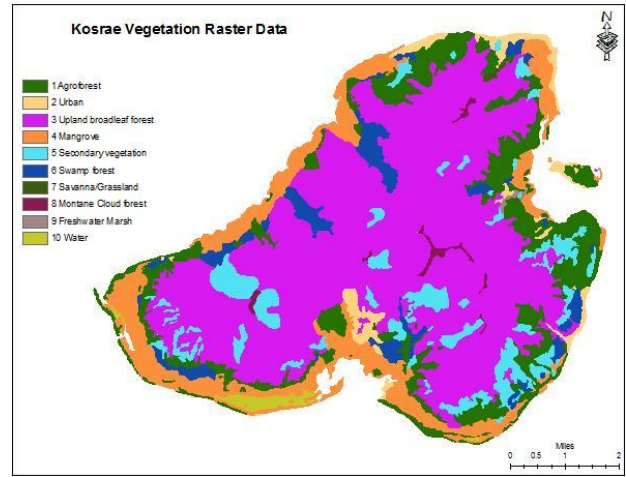 Kosrae Vegetation Raster Data
N
1 Agroforest
2 Urban
3 Upland broadleaf forest
4 Mangrove
5 Secondary vegetation
6 Swamp forest
7 Savanna/Grassland
8 Montane Cloud forest
9 Freshwater Marsh
10 Water
Miles
0 0.5 1 2